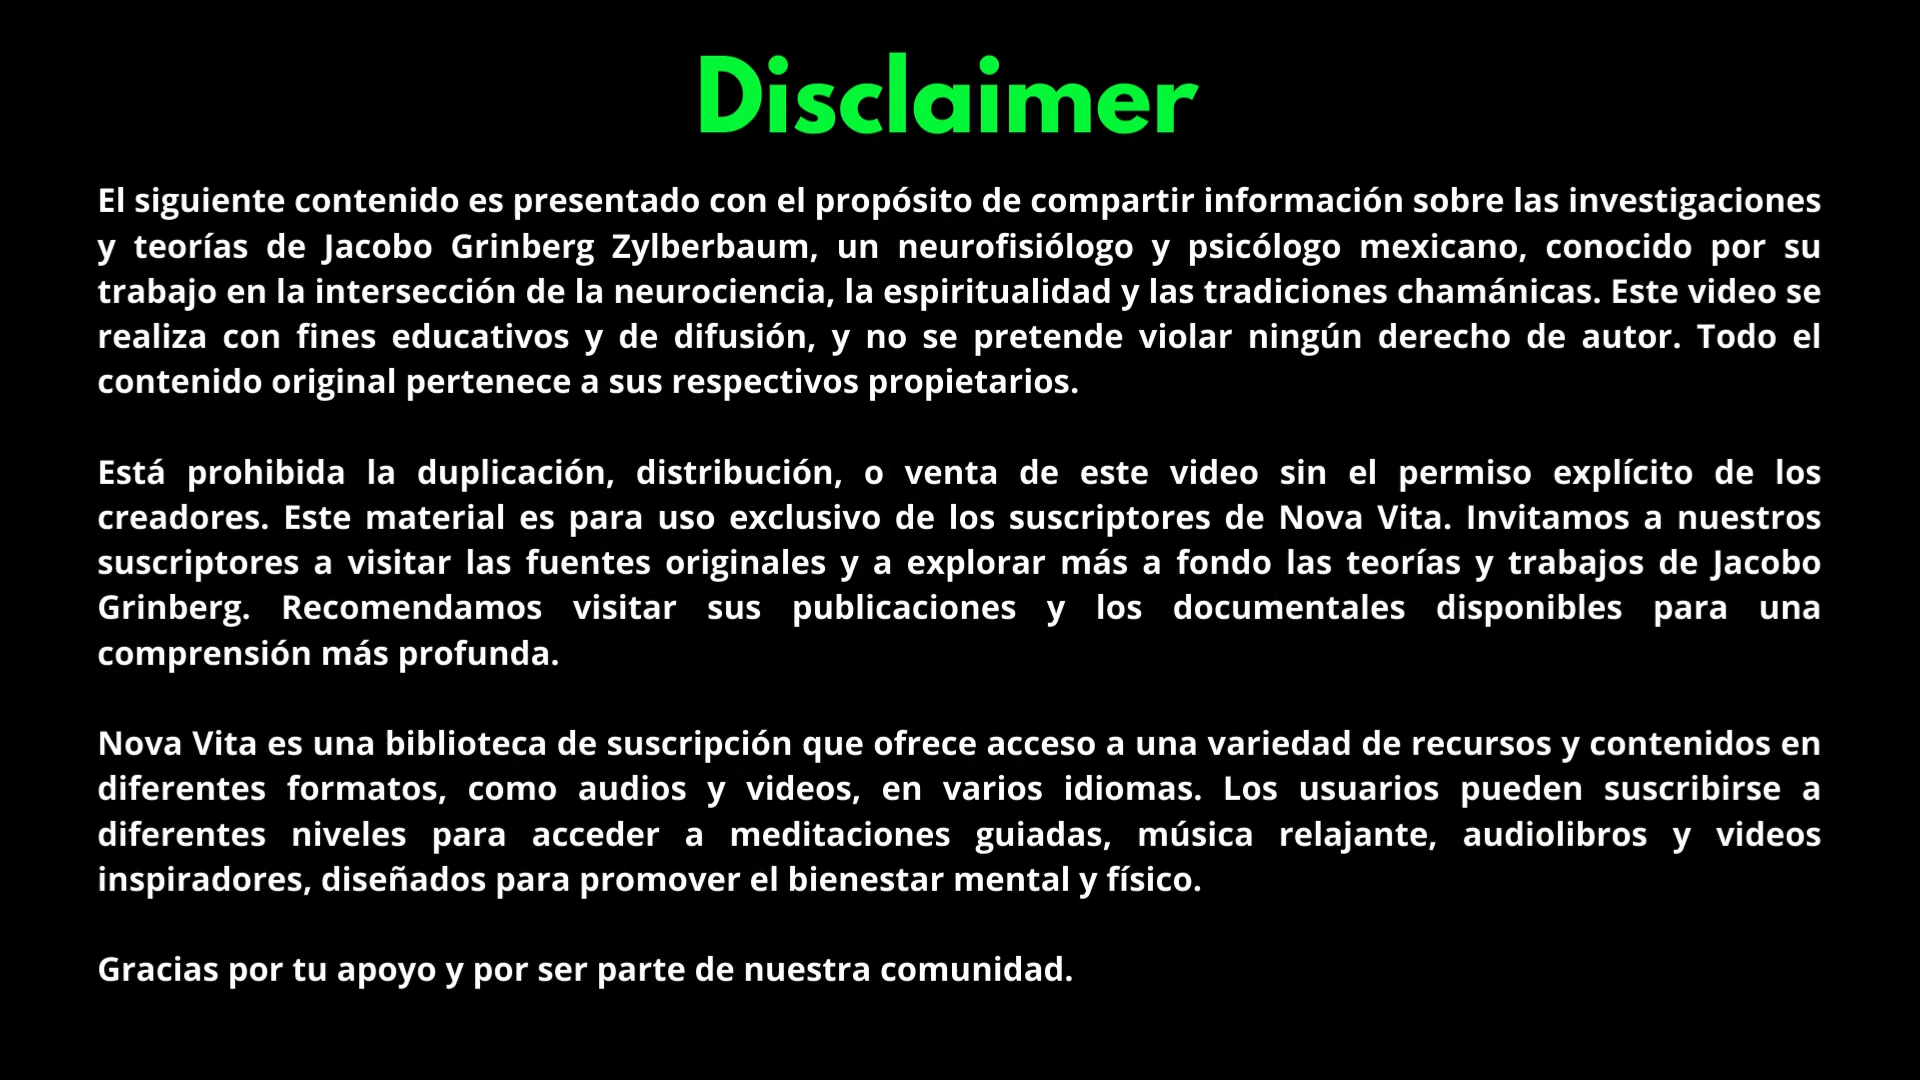 Disclaimer
El siguiente contenido es presentado con el propósito de compartir información sobre las investigaciones
y teorías de Jacobo Grinberg Zylberbaum, un neurofisiólogo y psicólogo mexicano, conocido por su
trabajo en la intersección de la neurociencia, la espiritualidad y las tradiciones chamánicas. Este video se
realiza con fines educativos y de difusión, y no se pretende violar ningún derecho de autor. Todo el
contenido original pertenece a sus respectivos propietarios.
Está prohibida la duplicación, distribución, o venta de este video sin el permiso explícito de los
creadores. Este material es para uso exclusivo de los suscriptores de Nova Vita. Invitamos a nuestros
suscriptores a visitar las fuentes originales y a explorar más a fondo las teorías y trabajos de Jacobo
Grinberg. Recomendamos visitar sus publicaciones y los documentales disponibles para una
comprensión más profunda.
Nova Vita es una biblioteca de suscripción que ofrece acceso a una variedad de recursos y contenidos en
diferentes formatos, como audios y videos, en varios idiomas. Los usuarios pueden suscribirse a
diferentes niveles para acceder a meditaciones guiadas, música relajante, audiolibros y videos
inspiradores, diseñados para promover el bienestar mental y físico.
Gracias por tu apoyo y por ser parte de nuestra comunidad.